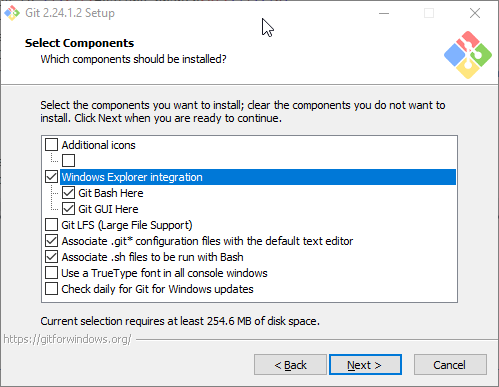 Git 2.24.1.2 Setup
Select Components
Which components should be installed?
Select the components you want to install; clear the components you do not want to
install. Click Next when you are ready to continue.
Additional icons
Windows Explorer integration
Git Bash Here
Git GUI Here
Git LFS (Large File Support)
Associate .git* configuration files with the default text editor
Associate .sh files to be run with Bash
Use a TrueType font in all console windows
Check daily for Git for Windows updates
Current selection requires at least 254.6 MB of disk space.
https://gitforwindows.org/
< Back
Next >
Cancel